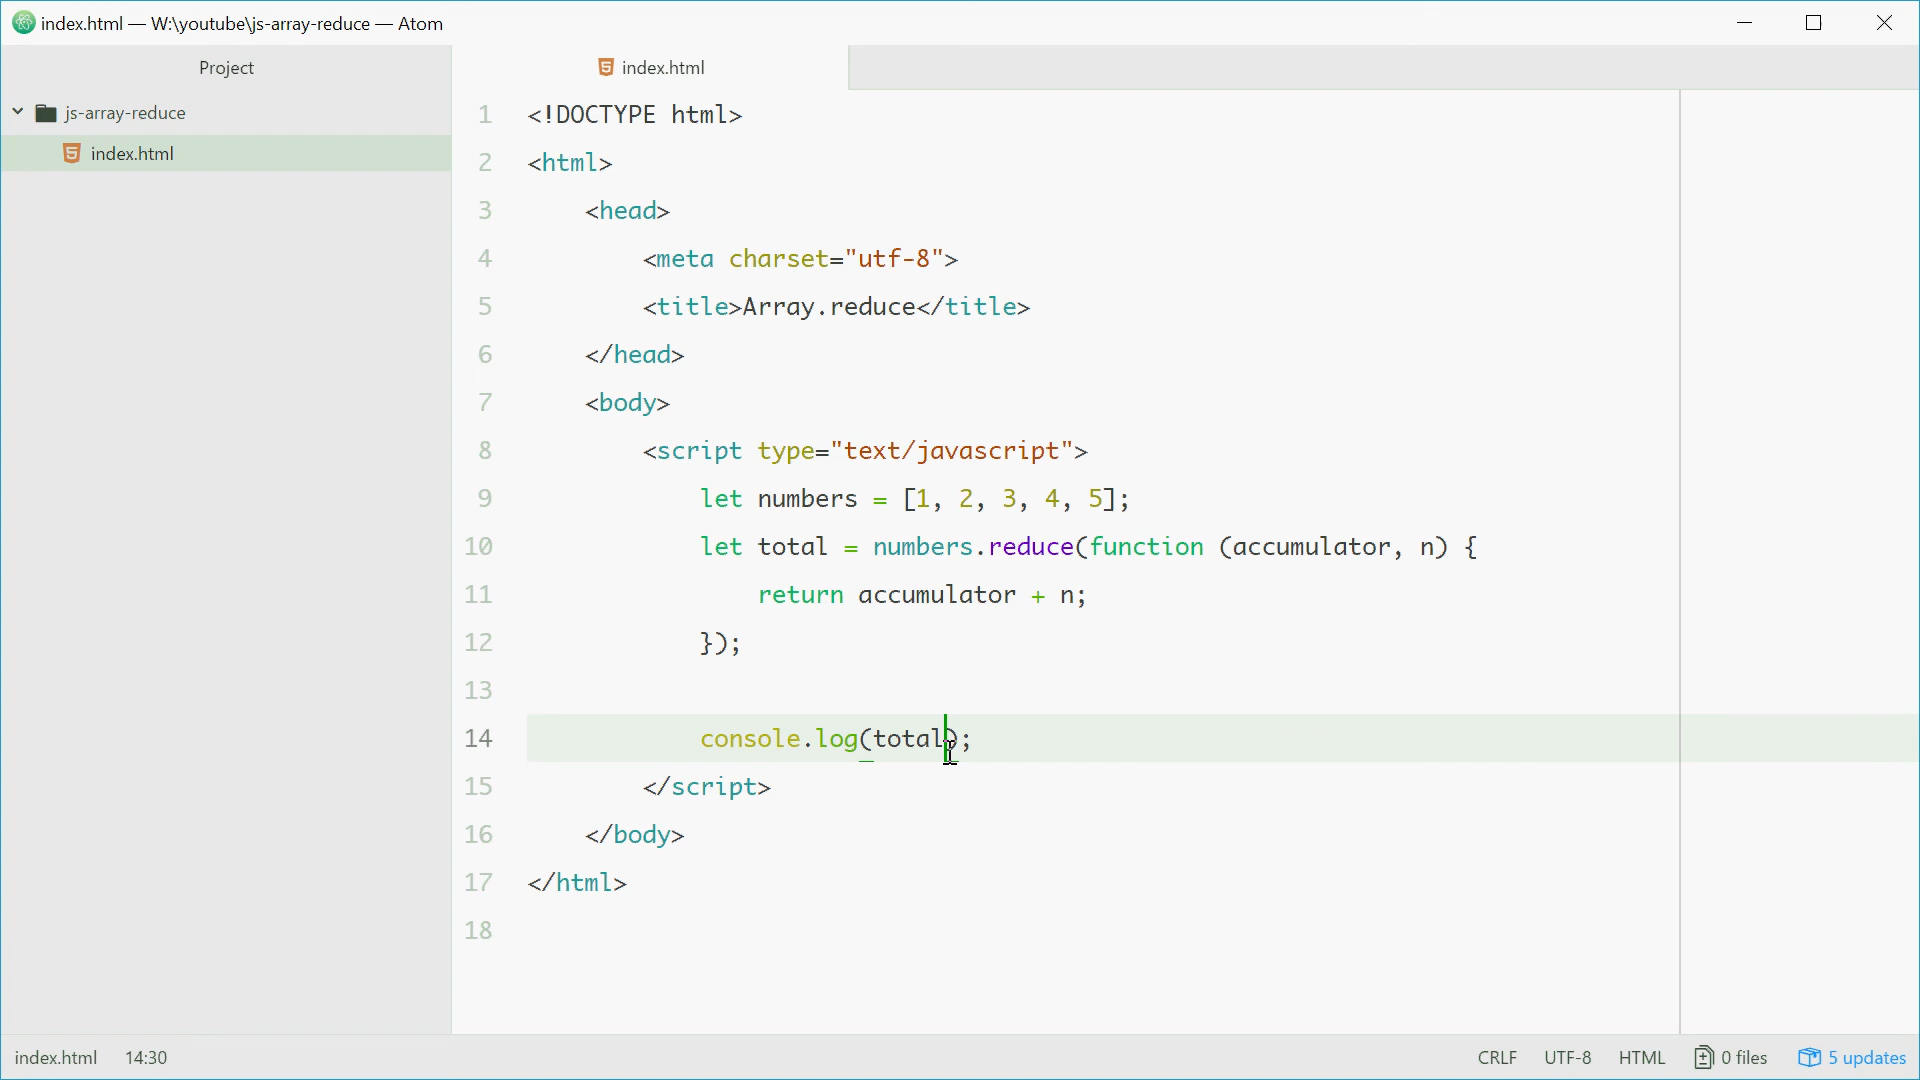 index.html — W:\youtube\js-array-reduce — Atom
Project
js-array-reduce
index.html
index.html
1 <!DOCTYPE html>
2 <html>
3 <head>
4 <meta charset="utf-8">
5 <title>Array.reduce</title>
6 </head>
7 <body>
8 <script type="text/javascript">
9 let numbers = [1, 2, 3, 4, 5];
10 let total = numbers.reduce(function (accumulator, n) {
11 return accumulator + n;
12 });
13
14 console.log(total);
15 </script>
16 </body>
17 </html>
18
index.html 14:30 CRLF UTF-8 HTML 0 files 5 updates